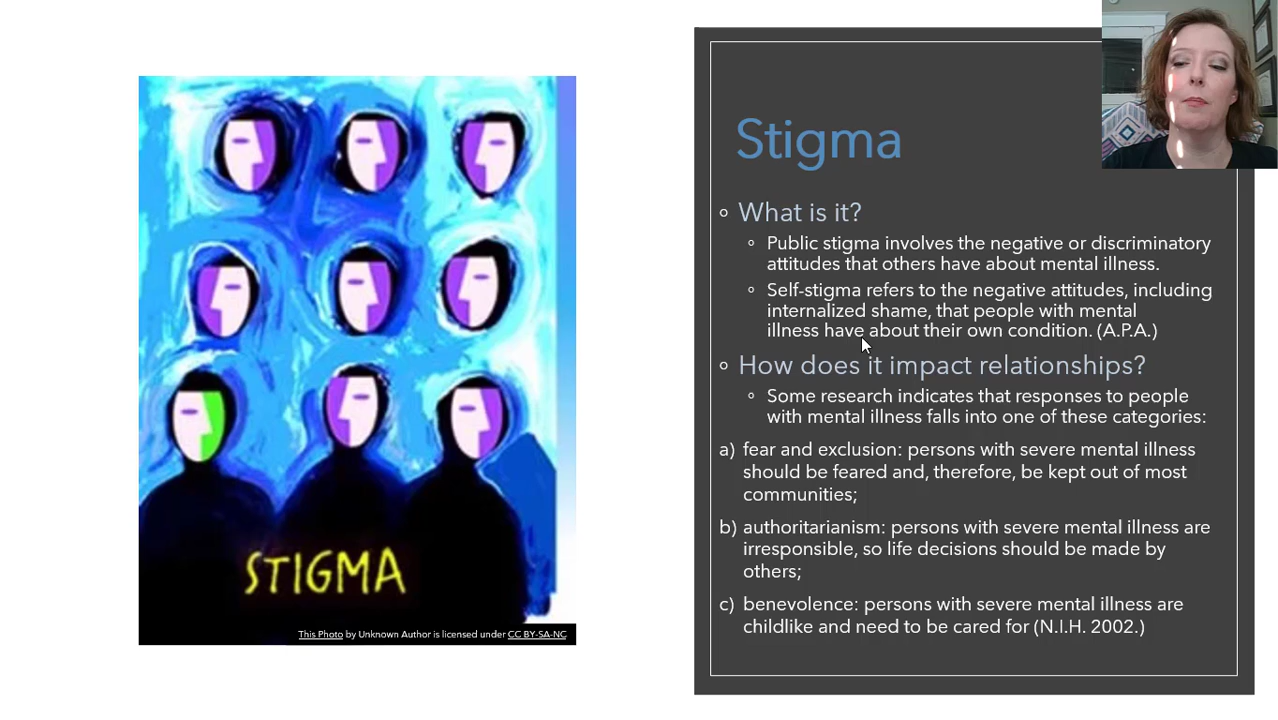 STIGMA
This Photo by Unknown Author is licensed under CC BY-SA-NC
Stigma
What is it?
Public stigma involves the negative or discriminatory
attitudes that others have about mental illness.
Self-stigma refers to the negative attitudes, including
internalized shame, that people with mental
illness have about their own condition. (A.P.A.)
How does it impact relationships?
Some research indicates that responses to people
with mental illness falls into one of these categories:
a) fear and exclusion: persons with severe mental illness
should be feared and, therefore, be kept out of most
communities;
b) authoritarianism: persons with severe mental illness are
irresponsible, so life decisions should be made by
others;
c) benevolence: persons with severe mental illness are
childlike and need to be cared for (N.I.H. 2002.)